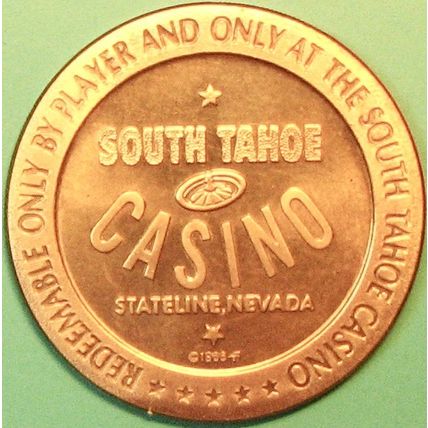 REDEEMABLE ONLY BY PLAYER AND ONLY AT THE SOUTH TAHOE CASINO
SOUTH TAHOE
CASINO
STATELINE, NEVADA